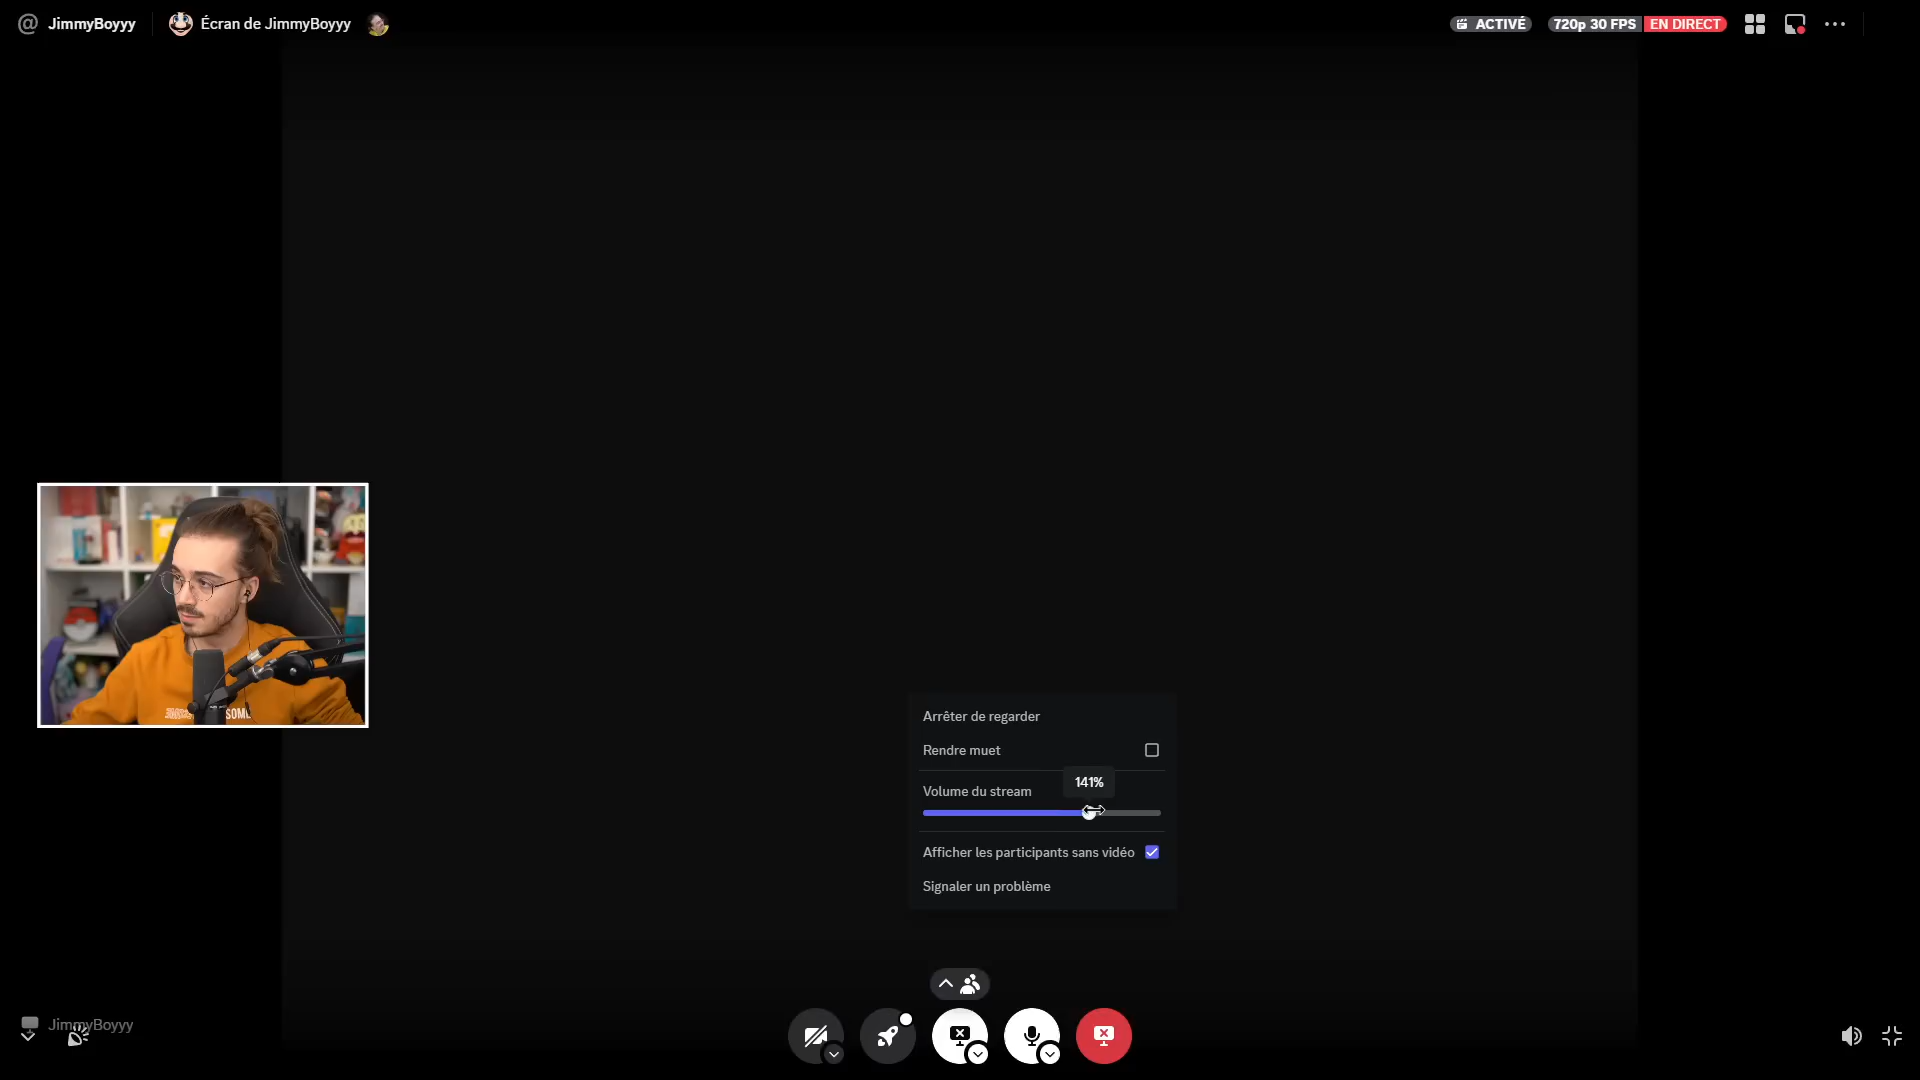 @ JimmyBoyyy
Écran de JimmyBoyyy
ACTIVÉ
720p 30 FPS EN DIRECT
Arrêter de regarder
Rendre muet
141%
Volume du stream
Afficher les participants sans vidéo
Signaler un problème
JimmyBoyyy